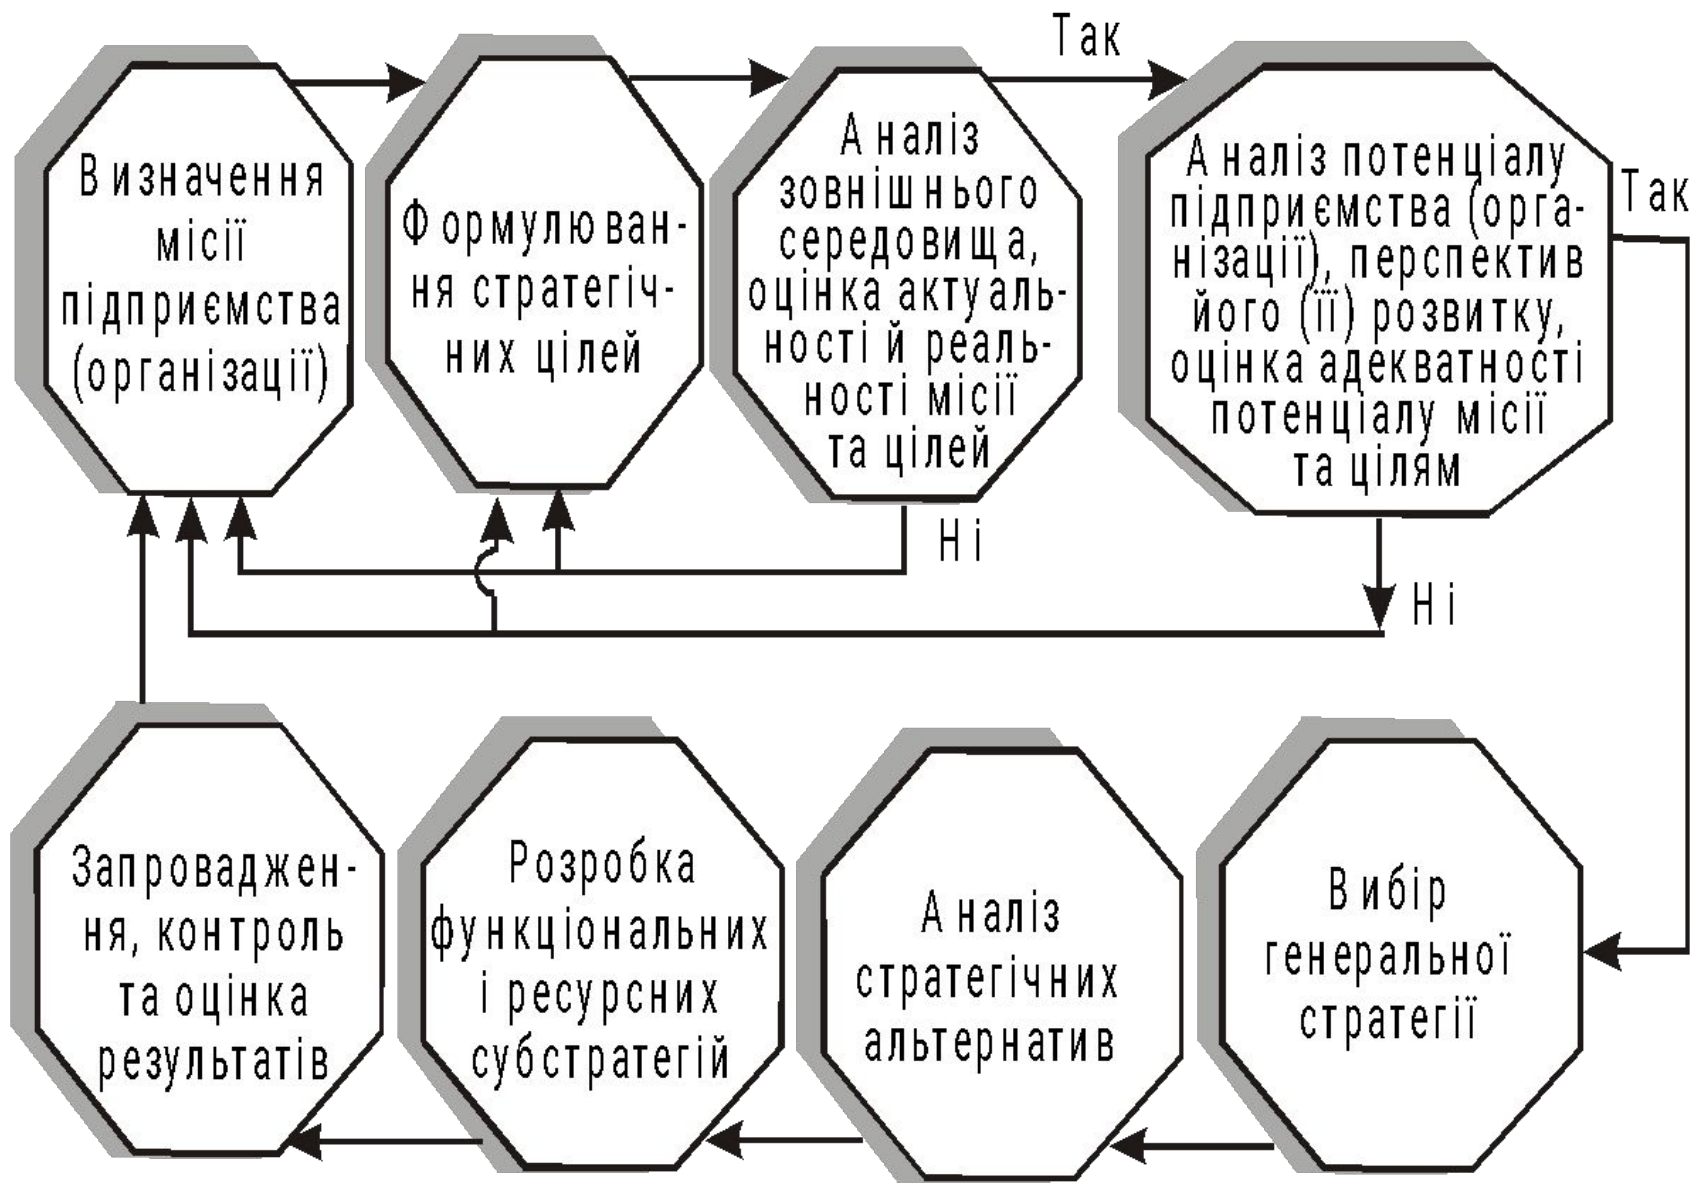 Визначення
місії
підприємства
(організації)
Формулюван-
ня стратегіч-
них цілей
Аналіз
зовнішнього
середовища,
оцінка актуаль-
ності й реаль-
ності місії
та цілей
Так
Аналіз потенціалу
підприємства (орга-
нізації), перспектив
його (її) розвитку,
оцінка адекватності
потенціалу місії
та цілям
Так
Ні
Ні
Запроваджен-
ня, контроль
та оцінка
результатів
Розробка
функціональних
і ресурсних
субстратегій
Аналіз
стратегічних
альтернатив
Вибір
генеральної
стратегії